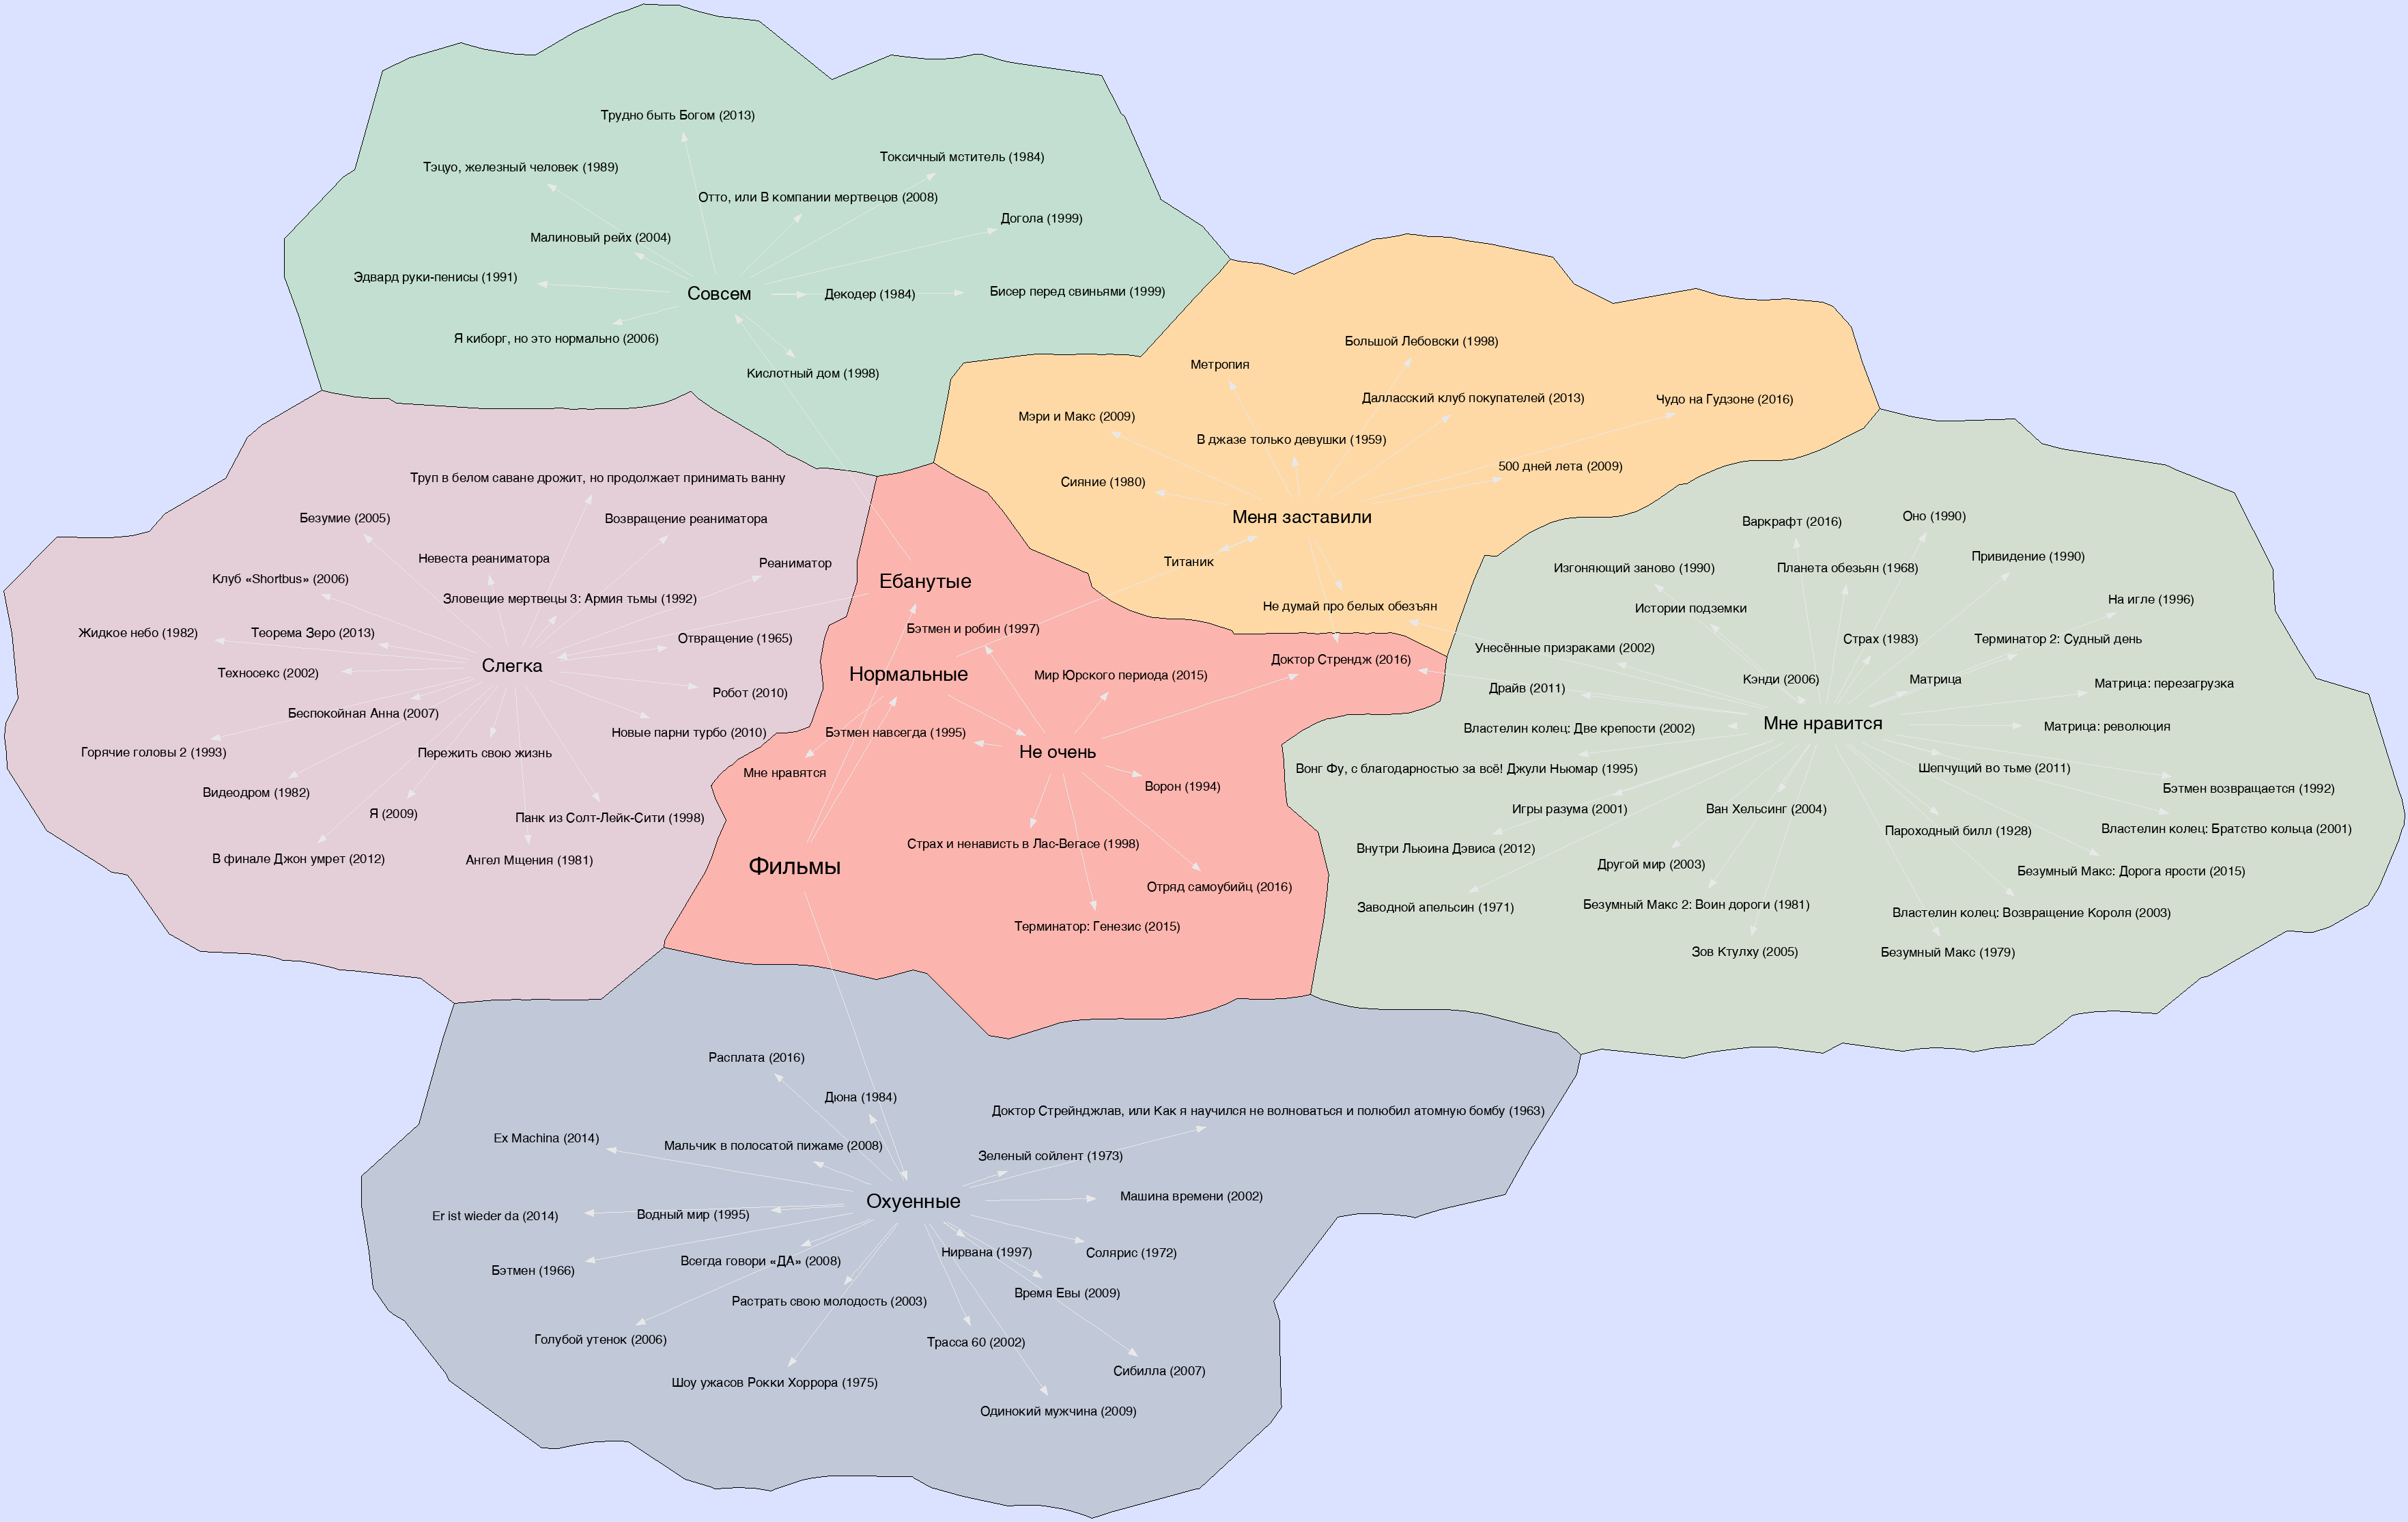 Трудно быть Богом (2013)
Тэцуо, железный человек (1989)
Токсичный мститель (1984)
Отто, или В компании мертвецов (2008)
Догола (1999)
Малиновый рейх (2004)
Эдвард руки-пенисы (1991)
Совсем
Декодер (1984)
Бисер перед свиньями (1999)
Я киборг, но это нормально (2006)
Кислотный дом (1998)
Большой Лебовски (1998)
Метропия
Далласский клуб покупателей (2013)
Чудо на Гудзоне (2016)
Мэри и Макс (2009)
В джазе только девушки (1959)
500 дней лета (2009)
Сияние (1980)
Меня заставили
Титаник
Не думай про белых обезъян
Труп в белом саване дрожит, но продолжает принимать ванну
Безумие (2005)
Возвращение реаниматора
Невеста реаниматора
Реаниматор
Клуб «Shortbus» (2006)
Зловещие мертвецы 3: Армия тьмы (1992)
Жидкое небо (1982)
Теорема Зеро (2013)
Отвращение (1965)
Слегка
Техносекс (2002)
Робот (2010)
Беспокойная Анна (2007)
Новые парни турбо (2010)
Горячие головы 2 (1993)
Пережить свою жизнь
Видеодром (1982)
Я (2009)
Панк из Солт-Лейк-Сити (1998)
В финале Джон умрет (2012)
Ангел Мщения (1981)
Ебанутые
Бэтмен и робин (1997)
Нормальные
Мир Юрского периода (2015)
Доктор Стрендж (2016)
Бэтмен навсегда (1995)
Не очень
Мне нравятся
Ворон (1994)
Страх и ненависть в Лас-Вегасе (1998)
Фильмы
Отряд самоубийц (2016)
Терминатор: Генезис (2015)
Варкрафт (2016)
Оно (1990)
Привидение (1990)
Изгоняющий заново (1990)
Планета обезьян (1968)
Истории подземки
На игле (1996)
Страх (1983)
Терминатор 2: Судный день
Унесённые призраками (2002)
Кэнди (2006)
Матрица
Матрица: перезагрузка
Драйв (2011)
Мне нравится
Властелин колец: Две крепости (2002)
Матрица: революция
Вонг Фу, с благодарностью за всё! Джули Ньюмар (1995)
Шепчущий во тьме (2011)
Бэтмен возвращается (1992)
Игры разума (2001)
Ван Хельсинг (2004)
Пароходный билл (1928)
Властелин колец: Братство кольца (2001)
Внутри Льюина Дэвиса (2012)
Другой мир (2003)
Безумный Макс: Дорога ярости (2015)
Заводной апельсин (1971)
Безумный Макс 2: Воин дороги (1981)
Властелин колец: Возвращение Короля (2003)
Зов Ктулху (2005)
Безумный Макс (1979)
Расплата (2016)
Дюна (1984)
Доктор Стрейнджлав, или Как я научился не волноваться и полюбил атомную бомбу (1963)
Ex Machina (2014)
Мальчик в полосатой пижаме (2008)
Зеленый сойлент (1973)
Охуенные
Машина времени (2002)
Er ist wieder da (2014)
Водный мир (1995)
Нирвана (1997)
Солярис (1972)
Бэтмен (1966)
Всегда говори «ДА» (2008)
Время Евы (2009)
Растрать свою молодость (2003)
Голубой утенок (2006)
Трасса 60 (2002)
Сибилла (2007)
Шоу ужасов Рокки Хоррора (1975)
Одинокий мужчина (2009)